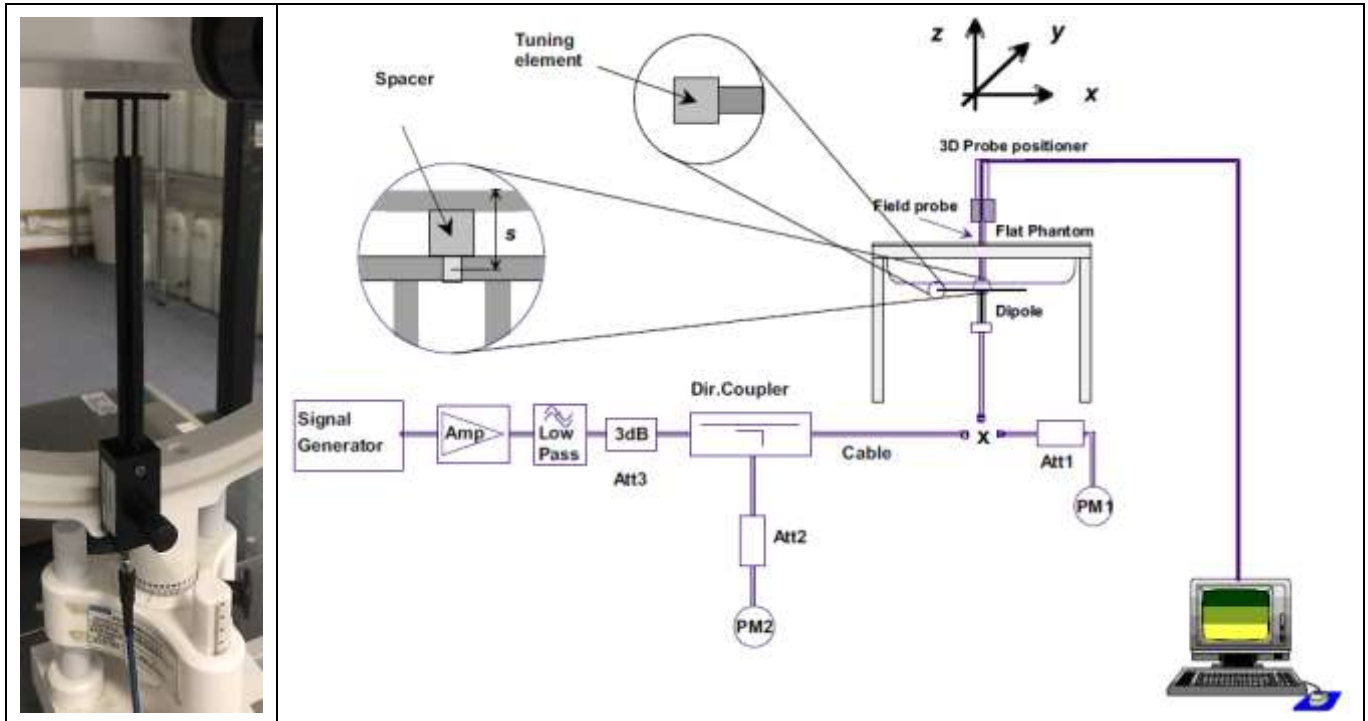 Tuning
element
Spacer
s
z
y
x
3D Probe positioner
Field probe
Flat Phantom
Dipole
Dir.Coupler
Signal
Generator
Amp
Low
Pass
3dB
Att3
Cable
x
Att1
PM1
Att2
PM2